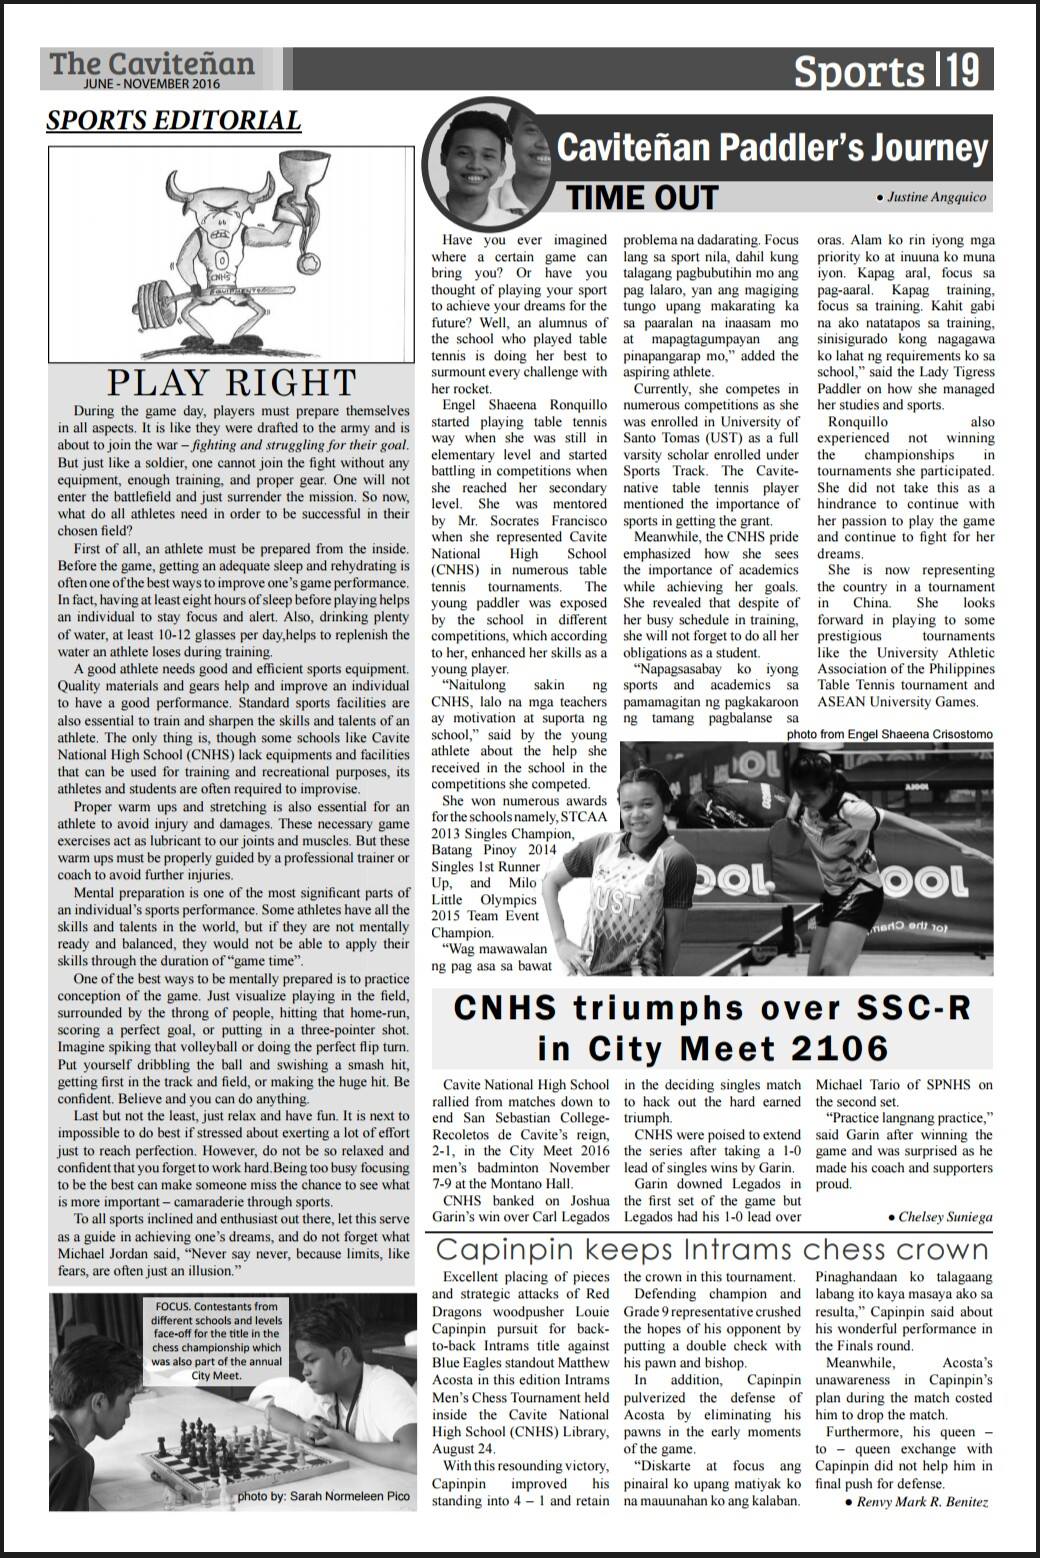 The Caviteñan
JUNE - NOVEMBER 2016
Sports | 19
SPORTS EDITORIAL
CNHS
EQUIPMENTS
PLAY RIGHT
During the game day, players must prepare themselves
in all aspects. It is like they were drafted to the army and is
about to join the war – fighting and struggling for their goal.
But just like a soldier, one cannot join the fight without any
equipment, enough training, and proper gear. One will not
enter the battlefield and just surrender the mission. So now,
what do all athletes need in order to be successful in their
chosen field?
First of all, an athlete must be prepared from the inside.
Before the game, getting an adequate sleep and rehydrating is
often one of the best ways to improve one's game performance.
In fact, having at least eight hours of sleep before playing helps
an individual to stay focus and alert. Also, drinking plenty
of water, at least 10-12 glasses per day,helps to replenish the
water an athlete loses during training.
A good athlete needs good and efficient sports equipment.
Quality materials and gears help and improve an individual
to have a good performance. Standard sports facilities are
also essential to train and sharpen the skills and talents of an
athlete. The only thing is, though some schools like Cavite
National High School (CNHS) lack equipments and facilities
that can be used for training and recreational purposes, its
athletes and students are often required to improvise.
Proper warm ups and stretching is also essential for an
athlete to avoid injury and damages. These necessary game
exercises act as lubricant to our joints and muscles. But these
warm ups must be properly guided by a professional trainer or
coach to avoid further injuries.
Mental preparation is one of the most significant parts of
an individual's sports performance. Some athletes have all the
skills and talents in the world, but if they are not mentally
ready and balanced, they would not be able to apply their
skills through the duration of “game time”.
One of the best ways to be mentally prepared is to practice
conception of the game. Just visualize playing in the field,
surrounded by the throng of people, hitting that home-run,
scoring a perfect goal, or putting in a three-pointer shot.
Imagine spiking that volleyball or doing the perfect flip turn.
Put yourself dribbling the ball and swishing a smash hit,
getting first in the track and field, or making the huge hit. Be
confident. Believe and you can do anything.
Last but not the least, just relax and have fun. It is next to
impossible to do best if stressed about exerting a lot of effort
just to reach perfection. However, do not be so relaxed and
confident that you forget to work hard.Being too busy focusing
to be the best can make someone miss the chance to see what
is more important – camaraderie through sports.
To all sports inclined and enthusiast out there, let this serve
as a guide in achieving one's dreams, and do not forget what
Michael Jordan said, “Never say never, because limits, like
fears, are often just an illusion.”
FOCUS. Contestants from
different schools and levels
face-off for the title in the
chess championship which
was also part of the annual
City Meet.
photo by: Sarah Normeleen Pico
Caviteñan Paddler's Journey
TIME OUT
● Justine Angquico
Have you ever imagined
where a certain game can
bring you? Or have you
thought of playing your sport
to achieve your dreams for the
future? Well, an alumnus of
the school who played table
tennis is doing her best to
surmount every challenge with
her rocket.
Engel Shaeena Ronquillo
started playing table tennis
way when she was still in
elementary level and started
battling in competitions when
she reached her secondary
level. She was mentored
by Mr. Socrates Francisco
when she represented Cavite
National High School
(CNHS) in numerous table
tennis tournaments. The
young paddler was exposed
by the school in different
competitions, which according
to her, enhanced her skills as a
young player.
“Naitulong sakin ng
CNHS, lalo na mga teachers
ay motivation at suporta ng
school,” said by the young
athlete about the help she
received in the school in the
competitions she competed.
She won numerous awards
for the schools namely, STCAA
2013 Singles Champion,
Batang Pinoy 2014
Singles 1st Runner
Up, and Milo
Little Olympics
2015 Team Event
Champion.
“Wag mawawalan
ng pag asa sa bawat
problema na dadarating. Focus
lang sa sport nila, dahil kung
talagang pagbubutihin mo ang
pag lalaro, yan ang magiging
tungo upang makarating ka
sa paaralan na inaasam mo
at mapagtagumpayan ang
pinapangarap mo,” added the
aspiring athlete.
Currently, she competes in
numerous competitions as she
was enrolled in University of
Santo Tomas (UST) as a full
varsity scholar enrolled under
Sports Track. The Cavite-
native table tennis player
mentioned the importance of
sports in getting the grant.
Meanwhile, the CNHS pride
emphasized how she sees
the importance of academics
while achieving her goals.
She revealed that despite of
her busy schedule in training,
she will not forget to do all her
obligations as a student.
“Napagsasabay ko iyong
sports and academics sa
pamamagitan ng pagkakaroon
ng tamang pagbalanse sa
oras. Alam ko rin iyong mga
priority ko at inuuna ko muna
iyon. Kapag aral, focus sa
pag-aaral. Kapag training,
focus sa training. Kahit gabi
na ako natatapos sa training,
sinisigurado kong nagagawa
ko lahat ng requirements ko sa
school,” said the Lady Tigress
Paddler on how she managed
her studies and sports.
Ronquillo also
experienced not winning
the championships in
tournaments she participated.
She did not take this as a
hindrance to continue with
her passion to play the game
and continue to fight for her
dreams.
She is now representing
the country in a tournament
in China. She looks
forward in playing to some
prestigious tournaments
like the University Athletic
Association of the Philippines
Table Tennis tournament and
ASEAN University Games.
photo from Engel Shaeena Crisostomo
UST
CNHS triumphs over SSC-R
in City Meet 2106
Cavite National High School
rallied from matches down to
end San Sebastian College-
Recoletos de Cavite's reign,
2-1, in the City Meet 2016
men's badminton November
7-9 at the Montano Hall.
CNHS banked on Joshua
Garin's win over Carl Legados
in the deciding singles match
to hack out the hard earned
triumph.
CNHS were poised to extend
the series after taking a 1-0
lead of singles wins by Garin.
Garin downed Legados in
the first set of the game but
Legados had his 1-0 lead over
Michael Tario of SPNHS on
the second set.
“Practice langnang practice,”
said Garin after winning the
game and was surprised as he
made his coach and supporters
proud.
● Chelsey Suniega
Capinpin keeps Intrams chess crown
Excellent placing of pieces
and strategic attacks of Red
Dragons woodpusher Louie
Capinpin pursuit for back-
to-back Intrams title against
Blue Eagles standout Matthew
Acosta in this edition Intrams
Men's Chess Tournament held
inside the Cavite National
High School (CNHS) Library,
August 24.
With this resounding victory,
Capinpin improved his
standing into 4 – 1 and retain
the crown in this tournament.
Defending champion and
Grade 9 representative crushed
the hopes of his opponent by
putting a double check with
his pawn and bishop.
In addition, Capinpin
pulverized the defense of
Acosta by eliminating his
pawns in the early moments
of the game.
“Diskarte at focus ang
pinairal ko upang matiyak ko
na mauunahan ko ang kalaban.
Pinaghandaan ko talagaang
labang ito kaya masaya ako sa
resulta,” Capinpin said about
his wonderful performance in
the Finals round.
Meanwhile, Acosta's
unawareness in Capinpin's
plan during the match costed
him to drop the match.
Furthermore, his queen –
to – queen exchange with
Capinpin did not help him in
final push for defense.
● Renvy Mark R. Benitez